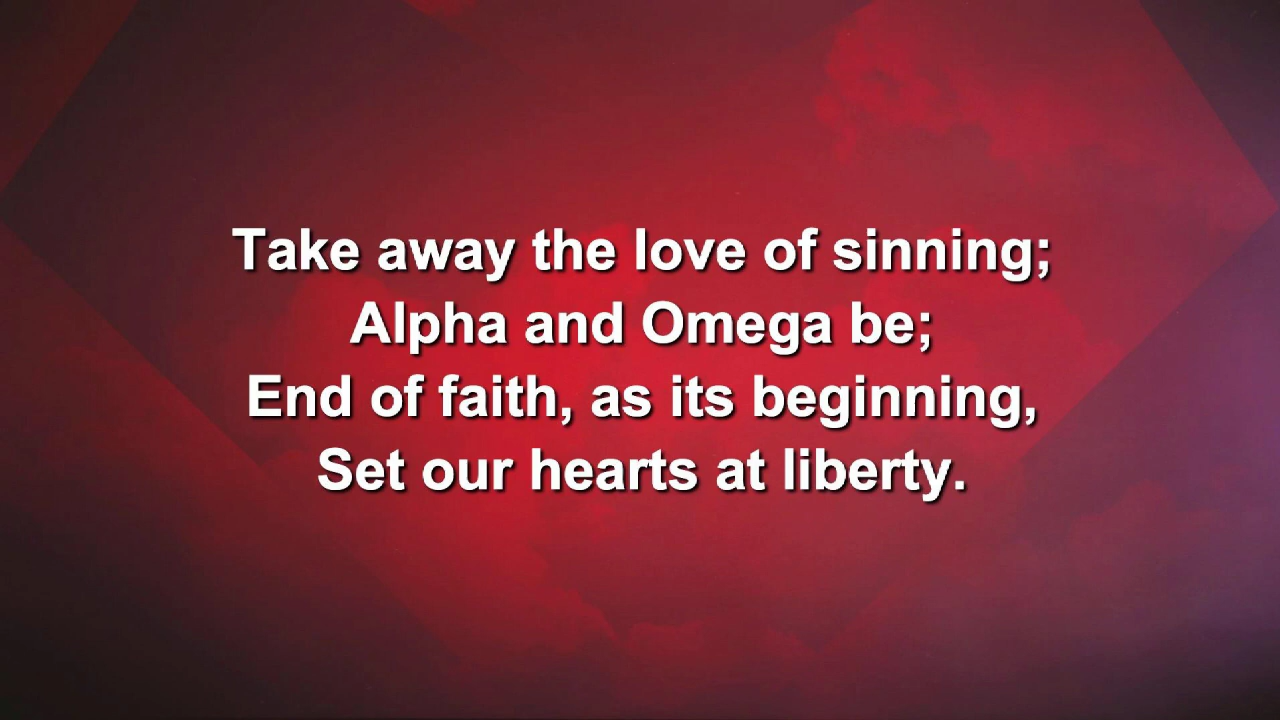 Take away the love of sinning;
Alpha and Omega be;
End of faith, as its beginning,
Set our hearts at liberty.